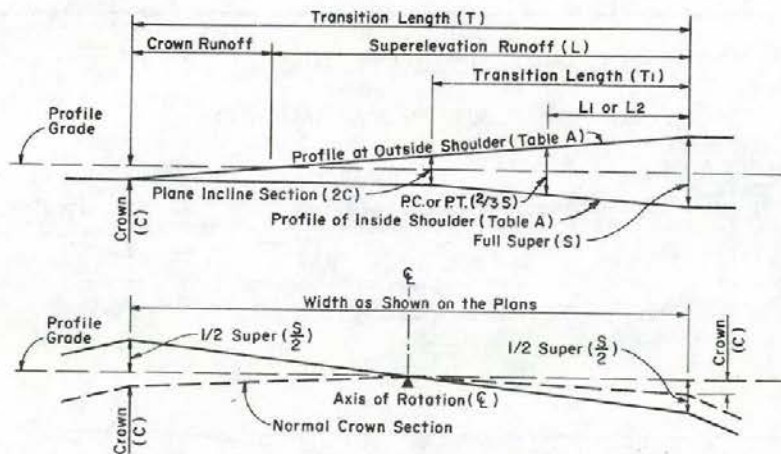 Transition Length (T)
Crown Runoff
Superelevation Runoff (L)
Transition Length (T1)
L1 or L2
Profile
Grade
Profile at Outside Shoulder (Table A)
Plane Incline Section (2C)
P.C. or P.T. (2/3 S)
Profile of Inside Shoulder (Table A)
Full Super (S)
Crown
(C)
℄
Width as Shown on the Plans
Profile
Grade
1/2 Super (S/2)
1/2 Super (S/2)
Crown
(C)
Axis of Rotation (℄)
Normal Crown Section
Crown
(C)